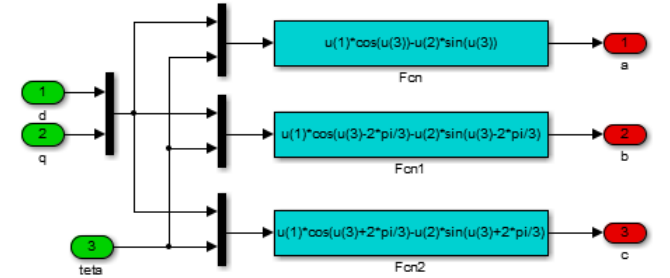 u(1)*cos(u(3))-u(2)*sin(u(3))
Fcn
1
a
1
d
2
q
u(1)*cos(u(3)-2*pi/3)-u(2)*sin(u(3)-2*pi/3)
Fcn1
2
b
3
teta
u(1)*cos(u(3)+2*pi/3)-u(2)*sin(u(3)+2*pi/3)
Fcn2
3
c